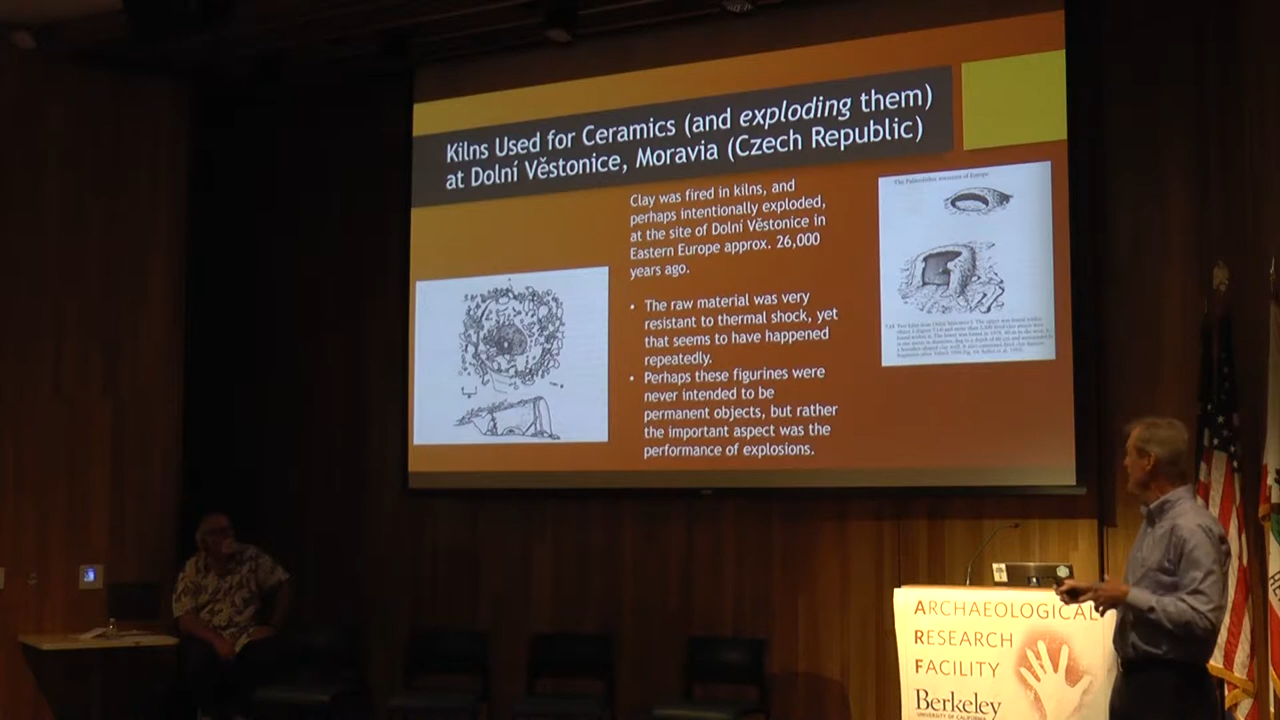 Kilns Used for Ceramics (and exploding them)
at Dolní Věstonice, Moravia (Czech Republic)
Clay was fired in kilns, and
perhaps intentionally exploded,
at the site of Dolní Věstonice in
Eastern Europe approx. 26,000
years ago.
• The raw material was very
resistant to thermal shock, yet
that seems to have happened
repeatedly.
• Perhaps these figurines were
never intended to be
permanent objects, but rather
the important aspect was the
performance of explosions.
The Palaeolithic settlement of Europe
ARCHAEOLOGICAL
RESEARCH
FACILITY
Berkeley
UNIVERSITY OF CALIFORNIA